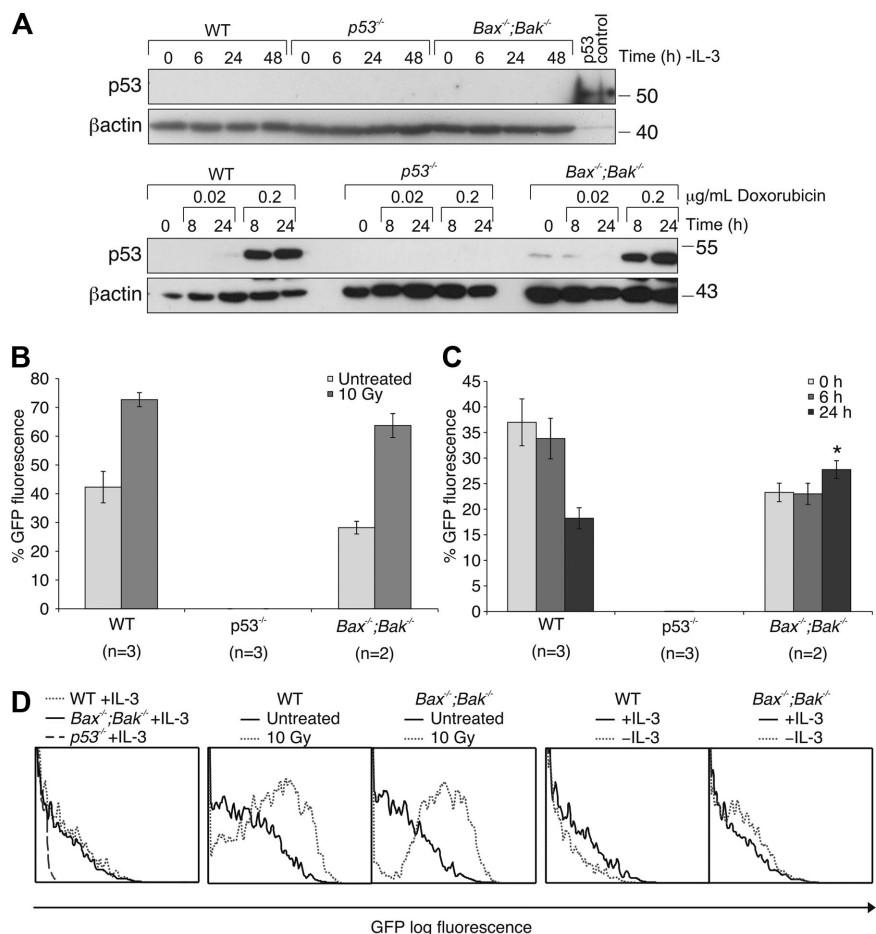 A
WT p53-/- Bax-/-;Bak-/- p53 control
0 6 24 48 0 6 24 48 0 6 24 48 Time (h) -IL-3
p53
50
βactin
40
WT p53-/- Bax-/-;Bak-/-
0.02 0.2 0.02 0.2 0.02 0.2 μg/mL Doxorubicin
0 8 24 8 24 0 8 24 8 24 0 8 24 8 24 Time (h)
p53
55
βactin
43
B
% GFP fluorescence
80
70
60
50
40
30
20
10
0
Untreated
10 Gy
WT p53-/- Bax-/-;Bak-/-
(n=3) (n=3) (n=2)
C
% GFP fluorescence
45
40
35
30
25
20
15
10
5
0
0 h
6 h
24 h
*
WT p53-/- Bax-/-;Bak-/-
(n=3) (n=3) (n=2)
D
WT +IL-3
Bax-/-;Bak-/- +IL-3
p53-/- +IL-3
WT
Untreated
10 Gy
Bax-/-;Bak-/-
Untreated
10 Gy
WT
+IL-3
−IL-3
Bax-/-;Bak-/-
+IL-3
−IL-3
GFP log fluorescence